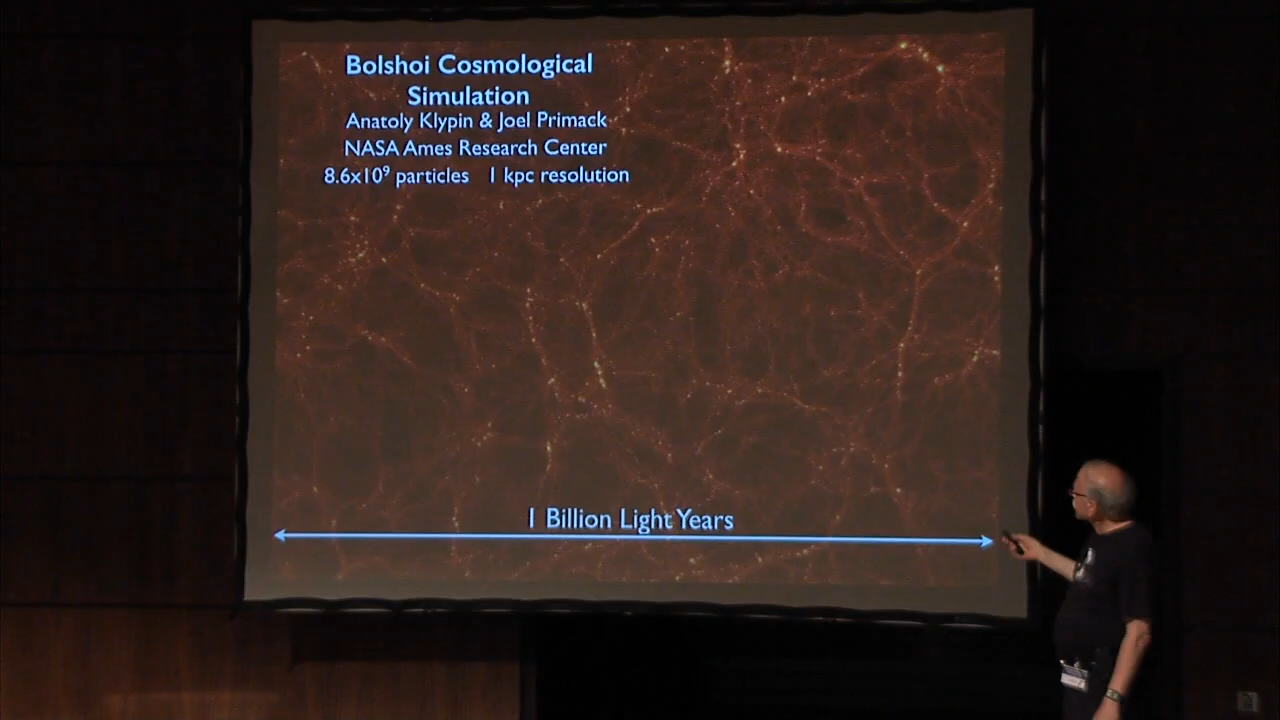 Bolshoi Cosmological
Simulation
Anatoly Klypin & Joel Primack
NASA Ames Research Center
8.6x10⁹ particles 1 kpc resolution
1 Billion Light Years